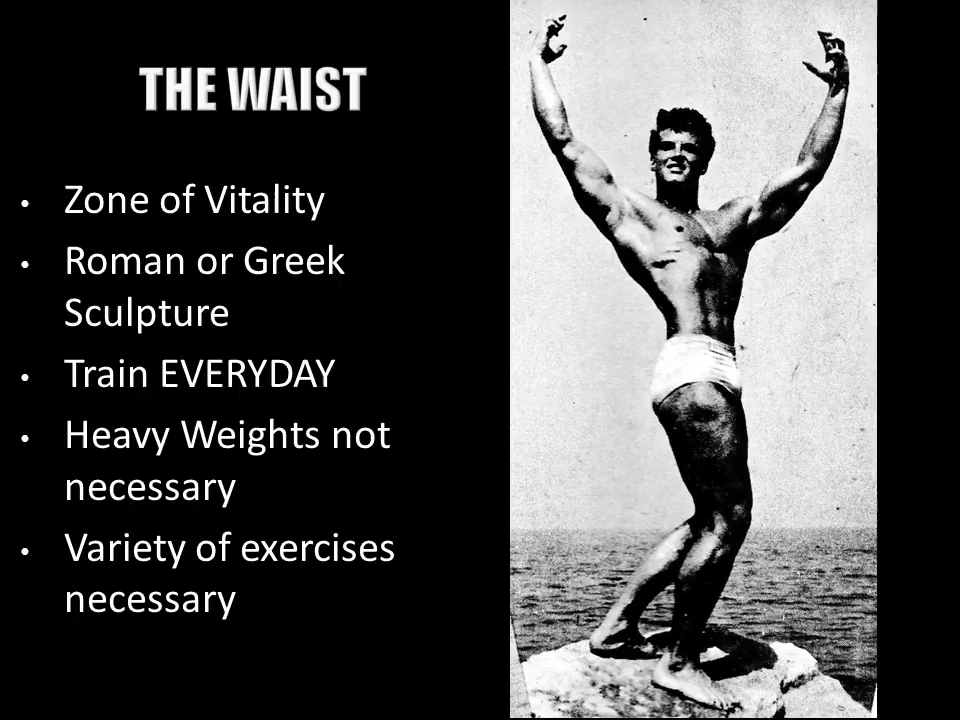 THE WAIST
• Zone of Vitality
• Roman or Greek
Sculpture
• Train EVERYDAY
• Heavy Weights not
necessary
• Variety of exercises
necessary